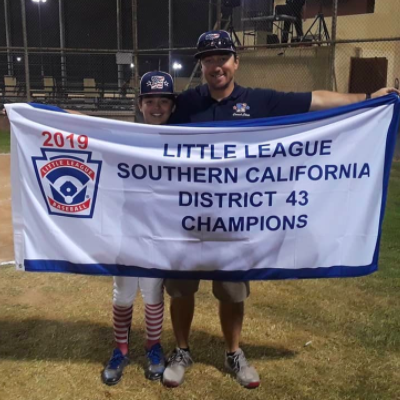 2019
LITTLE LEAGUE
BASEBALL
LITTLE LEAGUE
SOUTHERN CALIFORNIA
DISTRICT 43
CHAMPIONS